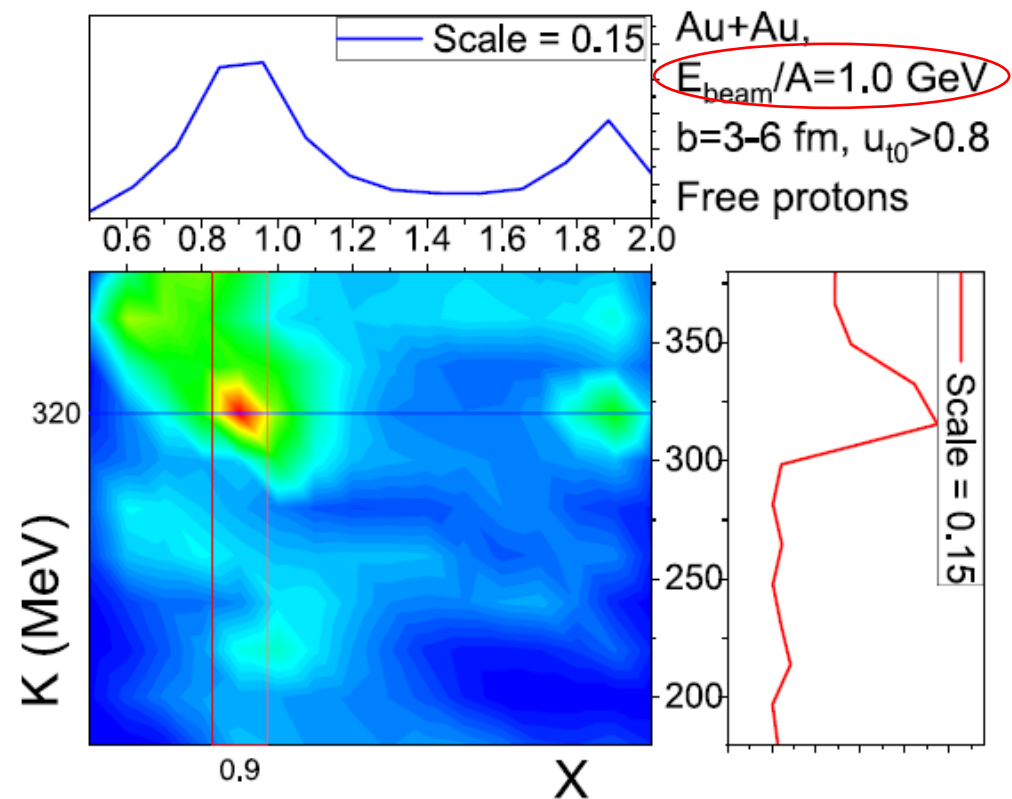 Scale = 0.15
Au+Au,
E_beam/A=1.0 GeV
b=3-6 fm, u_t0>0.8
Free protons
0.6 0.8 1.0 1.2 1.4 1.6 1.8 2.0
350
320
300
250
200
K (MeV)
Scale = 0.15
0.9
X